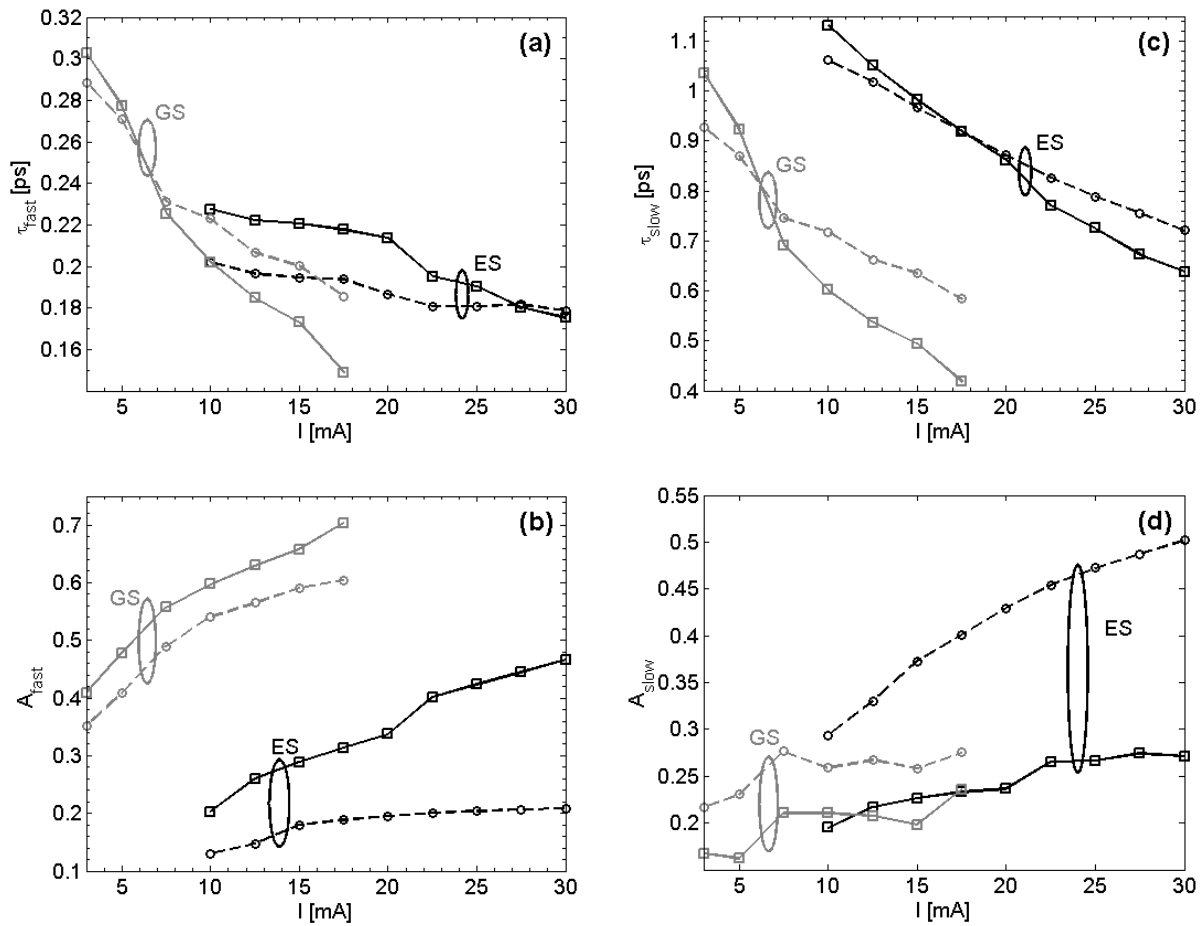 (a)
0.32
0.3
0.28
0.26
0.24
0.22
0.2
0.18
0.16
τfast [ps]
GS
ES
5 10 15 20 25 30
I [mA]
(c)
1.1
1
0.9
0.8
0.7
0.6
0.5
0.4
τslow [ps]
GS
ES
5 10 15 20 25 30
I [mA]
(b)
0.7
0.6
0.5
0.4
0.3
0.2
0.1
Afast
GS
ES
5 10 15 20 25 30
I [mA]
(d)
0.55
0.5
0.45
0.4
0.35
0.3
0.25
0.2
Aslow
GS
ES
5 10 15 20 25 30
I [mA]